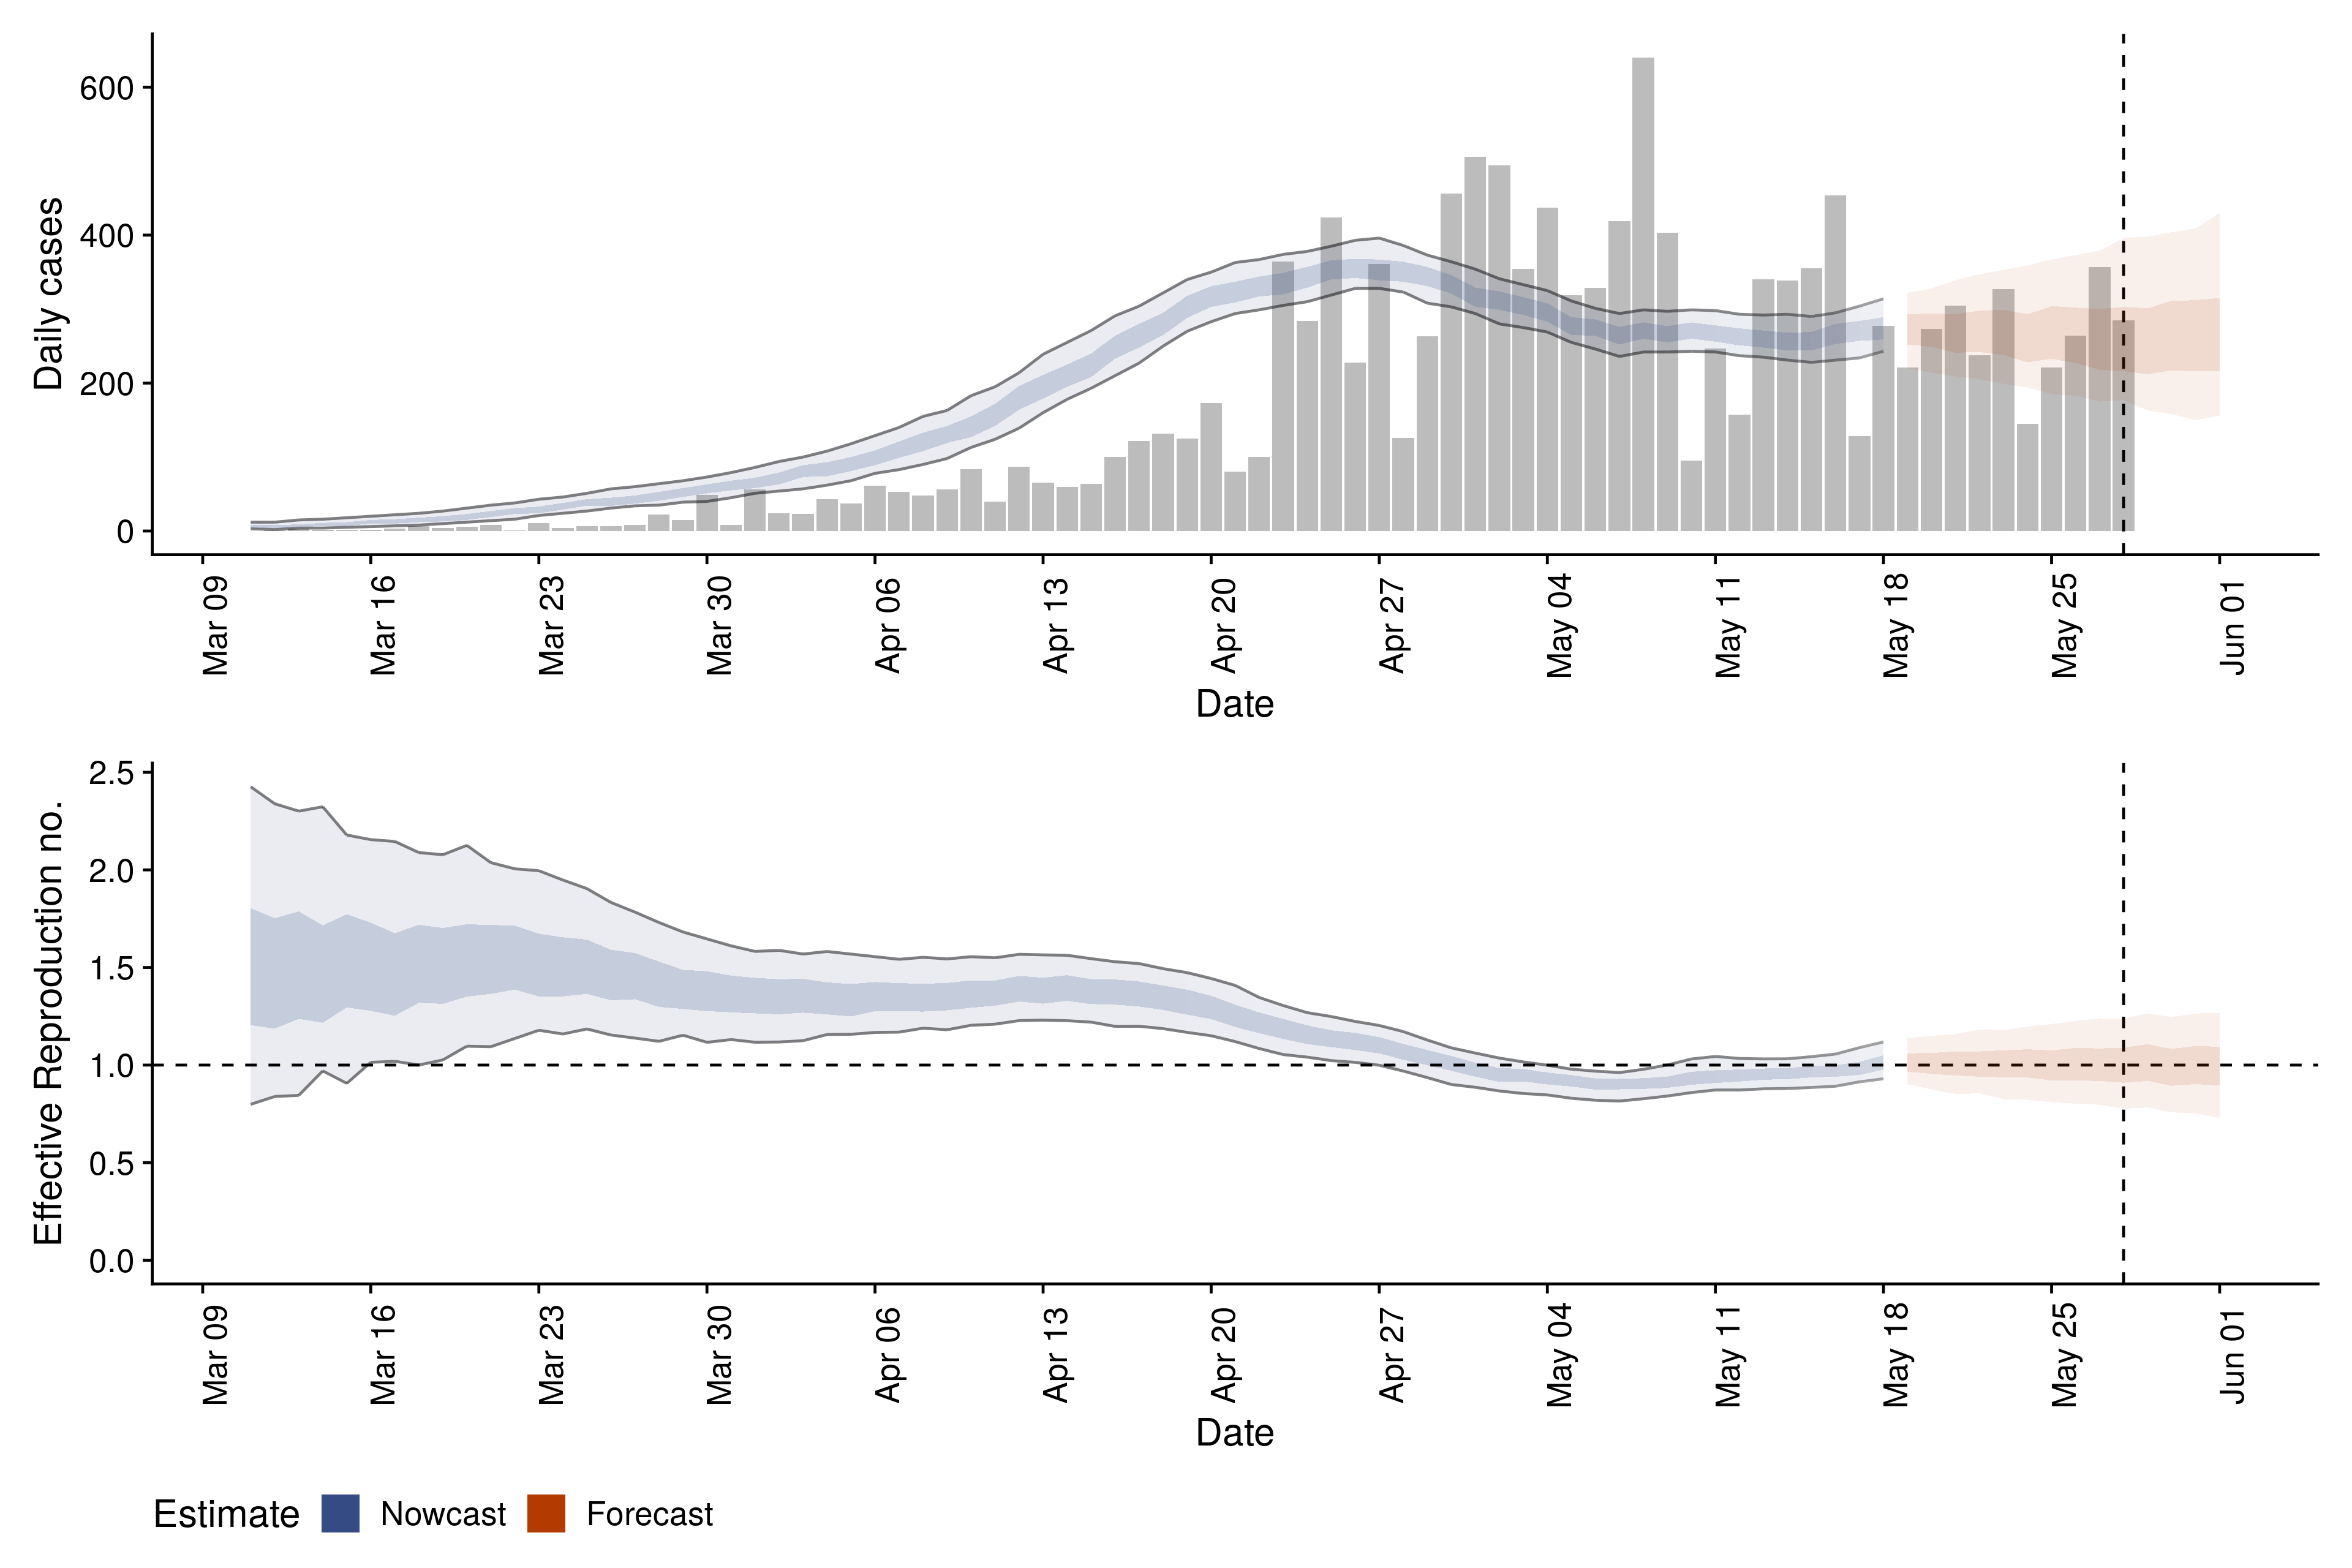 Daily cases
600
400
200
0
Mar 09 Mar 16 Mar 23 Mar 30 Apr 06 Apr 13 Apr 20 Apr 27 May 04 May 11 May 18 May 25 Jun 01
Date
Effective Reproduction no.
2.5
2.0
1.5
1.0
0.5
0.0
Mar 09 Mar 16 Mar 23 Mar 30 Apr 06 Apr 13 Apr 20 Apr 27 May 04 May 11 May 18 May 25 Jun 01
Date
Estimate Nowcast Forecast